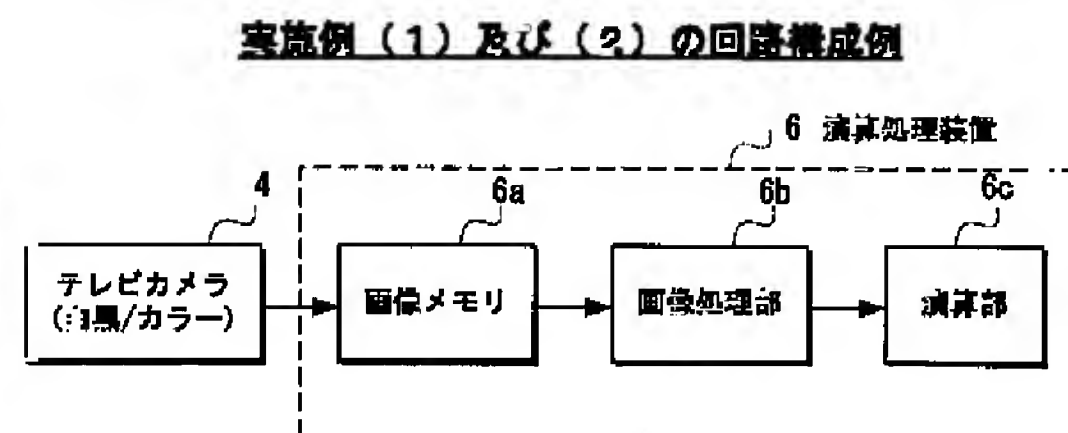 実施例（1）及び（2）の回路構成例
6 演算処理装置
4
6a
6b
6c
テレビカメラ
(白黒/カラー)
画像メモリ
画像処理部
演算部